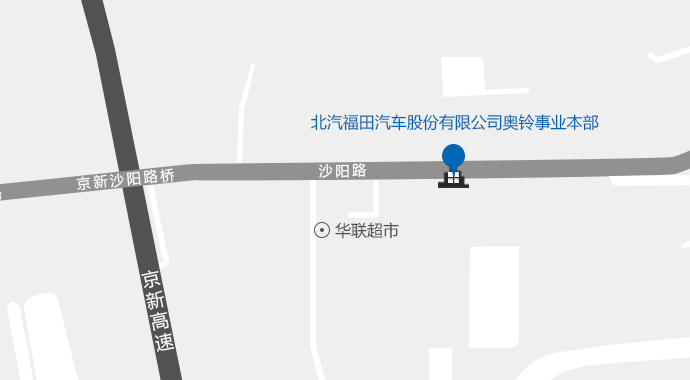 北汽福田汽车股份有限公司奥铃事业本部
沙阳路
京新沙阳路桥
华联超市
京新高速